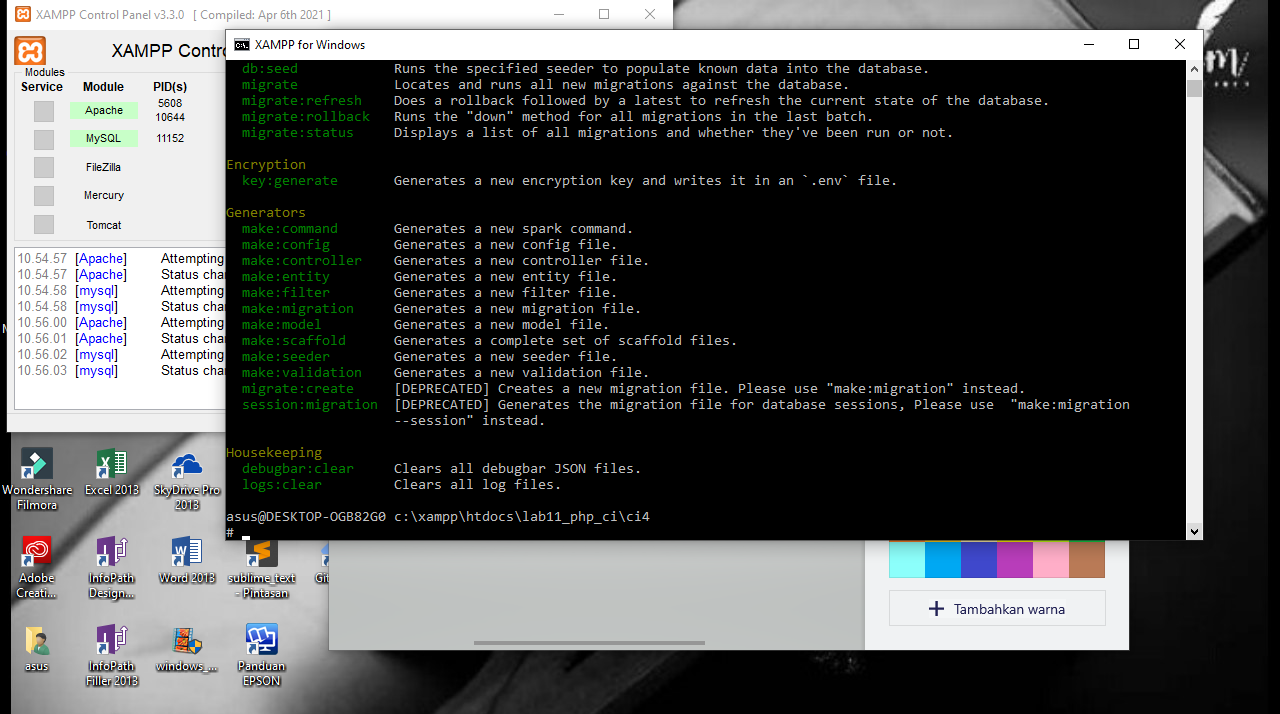 XAMPP Control Panel v3.3.0 [ Compiled: Apr 6th 2021 ]
XAMPP Contr
Modules
Service Module PID(s)
Apache 5608
10644
MySQL 11152
FileZilla
Mercury
Tomcat
10.54.57 [Apache] Attempting
10.54.57 [Apache] Status cha
10.54.58 [mysql] Attempting
10.54.58 [mysql] Status cha
10.56.00 [Apache] Attempting
10.56.01 [Apache] Status cha
10.56.02 [mysql] Attempting
10.56.03 [mysql] Status cha
XAMPP for Windows
db:seed Runs the specified seeder to populate known data into the database.
migrate Locates and runs all new migrations against the database.
migrate:refresh Does a rollback followed by a latest to refresh the current state of the database.
migrate:rollback Runs the "down" method for all migrations in the last batch.
migrate:status Displays a list of all migrations and whether they've been run or not.
Encryption
key:generate Generates a new encryption key and writes it in an `.env` file.
Generators
make:command Generates a new spark command.
make:config Generates a new config file.
make:controller Generates a new controller file.
make:entity Generates a new entity file.
make:filter Generates a new filter file.
make:migration Generates a new migration file.
make:model Generates a new model file.
make:scaffold Generates a complete set of scaffold files.
make:seeder Generates a new seeder file.
make:validation Generates a new validation file.
migrate:create [DEPRECATED] Creates a new migration file. Please use "make:migration" instead.
session:migration [DEPRECATED] Generates the migration file for database sessions, Please use  "make:migration
--session" instead.
Housekeeping
debugbar:clear Clears all debugbar JSON files.
logs:clear Clears all log files.
asus@DESKTOP-OGB82G0 c:\xampp\htdocs\lab11_php_ci\ci4
#
Wondershare
Filmora
Excel 2013
SkyDrive Pro
2013
Adobe
Creati...
InfoPath
Design...
Word 2013
sublime_text
- Pintasan
Git
asus
InfoPath
Filler 2013
windows_...
Panduan
EPSON
Tambahkan warna